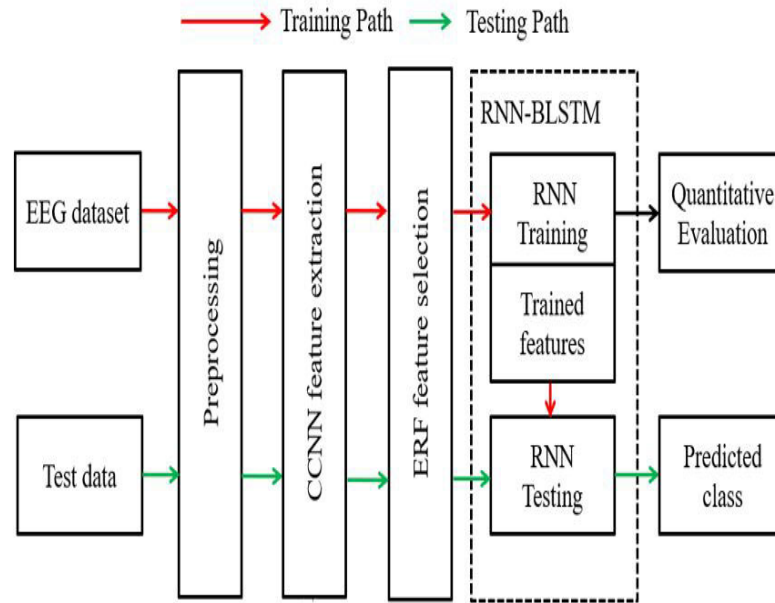 Training Path
Testing Path
RNN-BLSTM
EEG dataset
Preprocessing
CCNN feature extraction
ERF feature selection
RNN
Training
Quantitative
Evaluation
Trained
features
Test data
RNN
Testing
Predicted
class